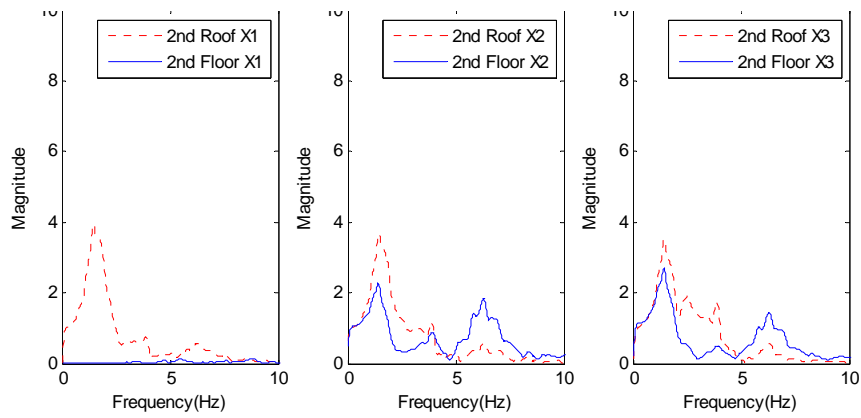 10 10 10
2nd Roof X1 2nd Roof X2 2nd Roof X3
2nd Floor X1 2nd Floor X2 2nd Floor X3
8 8 8
6 6 6
Magnitude Magnitude Magnitude
4 4 4
2 2 2
0 0 0
0 5 10 0 5 10 0 5 10
Frequency(Hz) Frequency(Hz) Frequency(Hz)